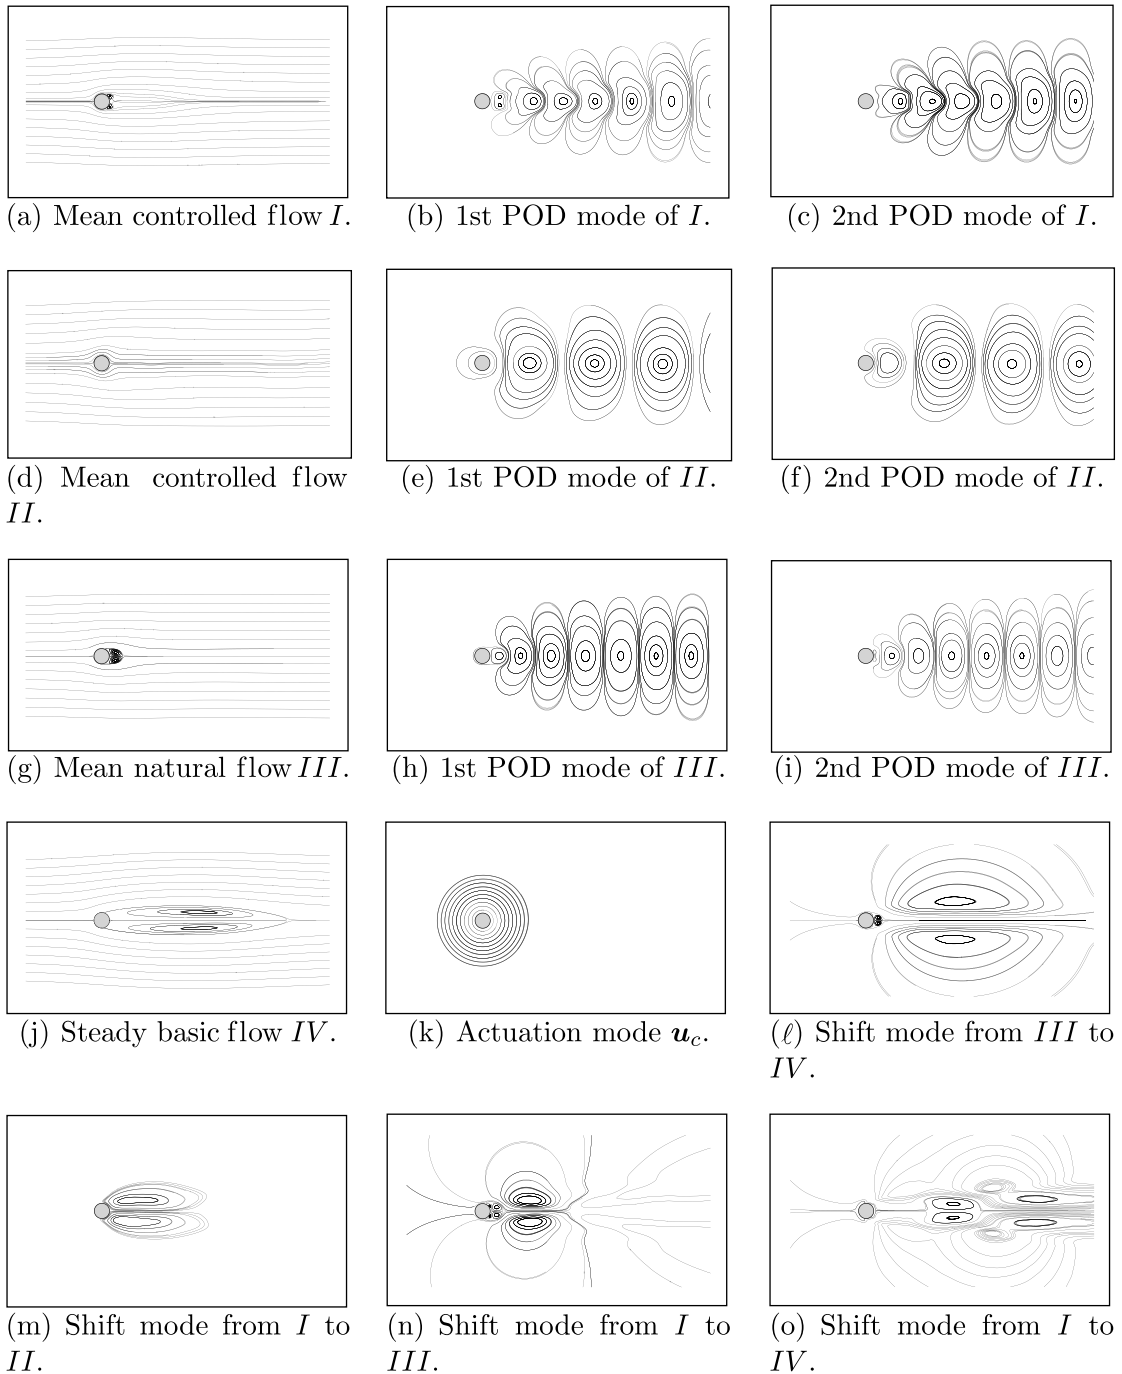 (a) Mean controlled flow I.
(b) 1st POD mode of I.
(c) 2nd POD mode of I.
(d) Mean controlled flow
II.
(e) 1st POD mode of II.
(f) 2nd POD mode of II.
(g) Mean natural flow III.
(h) 1st POD mode of III.
(i) 2nd POD mode of III.
(j) Steady basic flow IV.
(k) Actuation mode u_c.
(ℓ) Shift mode from III to
IV.
(m) Shift mode from I to
II.
(n) Shift mode from I to
III.
(o) Shift mode from I to
IV.